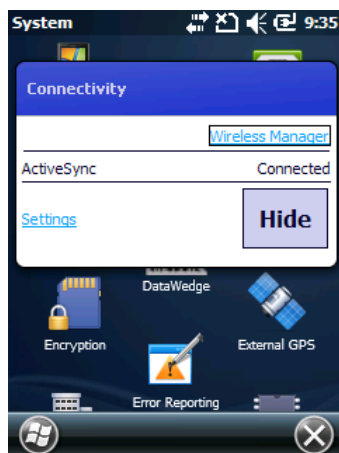 System 9:35
Connectivity
Wireless Manager
ActiveSync Connected
Settings Hide
DataWedge
Encryption External GPS
Error Reporting